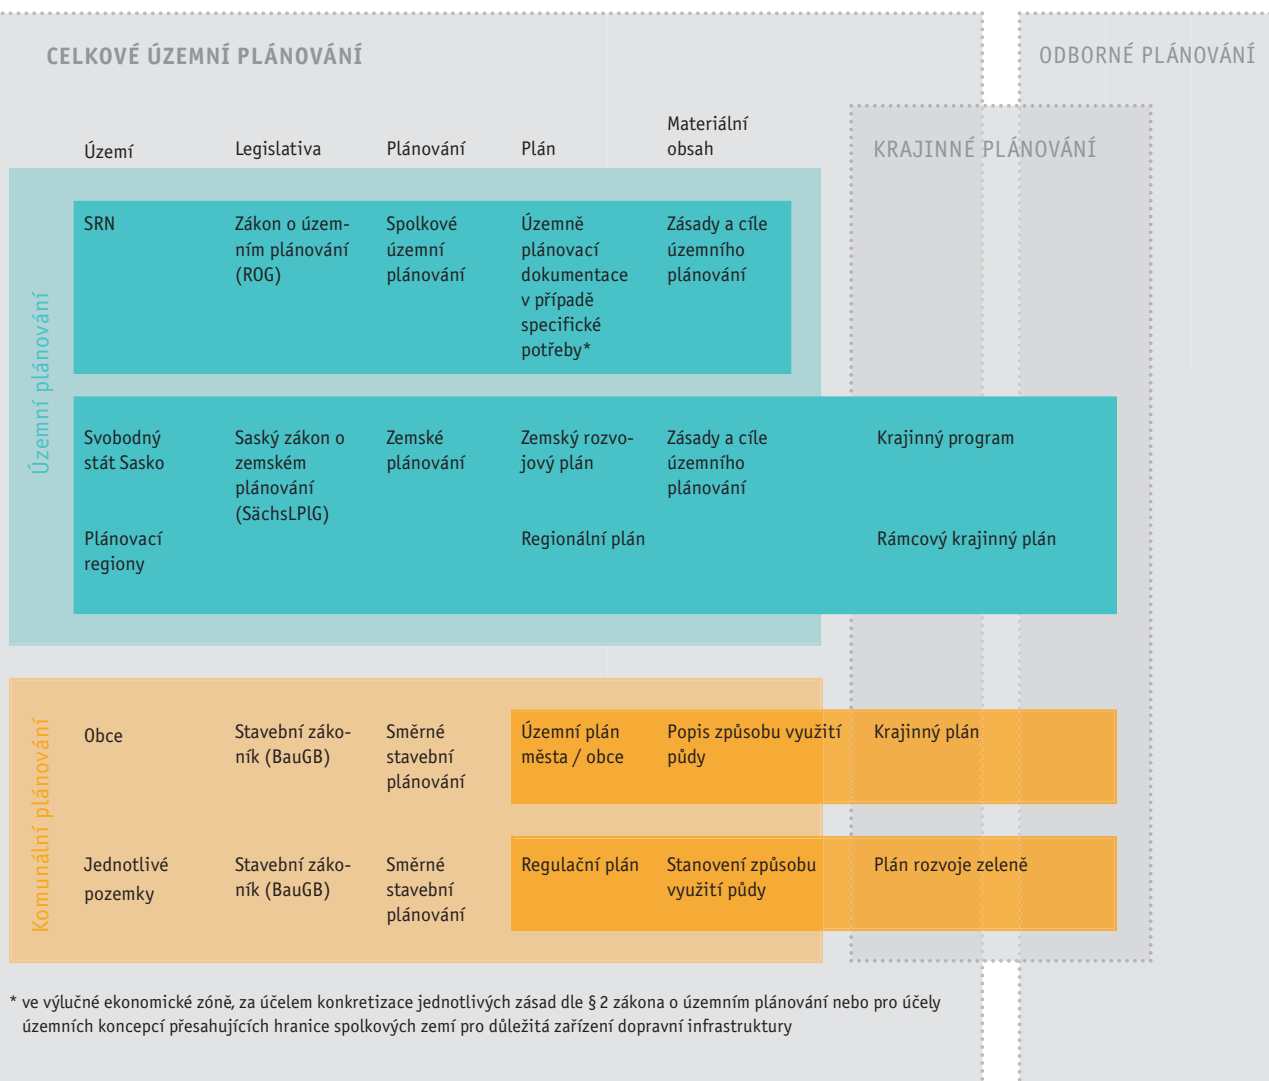 CELKOVÉ ÚZEMNÍ PLÁNOVÁNÍ
ODBORNÉ PLÁNOVÁNÍ
KRAJINNÉ PLÁNOVÁNÍ
Území
Legislativa
Plánování
Plán
Materiální
obsah
Územní plánování
SRN
Zákon o územ-
ním plánování
(ROG)
Spolkové
územní
plánování
Územně
plánovací
dokumentace
v případě
specifické
potřeby*
Zásady a cíle
územního
plánování
Svobodný
stát Sasko
Saský zákon o
zemském
plánování
(SächsLPlG)
Zemské
plánování
Zemský rozvo-
jový plán
Zásady a cíle
územního
plánování
Krajinný program
Plánovací
regiony
Regionální plán
Rámcový krajinný plán
Komunální plánování
Obce
Stavební záko-
ník (BauGB)
Směrné
stavební
plánování
Územní plán
města / obce
Popis způsobu využití
půdy
Krajinný plán
Jednotlivé
pozemky
Stavební záko-
ník (BauGB)
Směrné
stavební
plánování
Regulační plán
Stanovení způsobu
využití půdy
Plán rozvoje zeleně
* ve výlučné ekonomické zóně, za účelem konkretizace jednotlivých zásad dle § 2 zákona o územním plánování nebo pro účely
územních koncepcí přesahujících hranice spolkových zemí pro důležitá zařízení dopravní infrastruktury